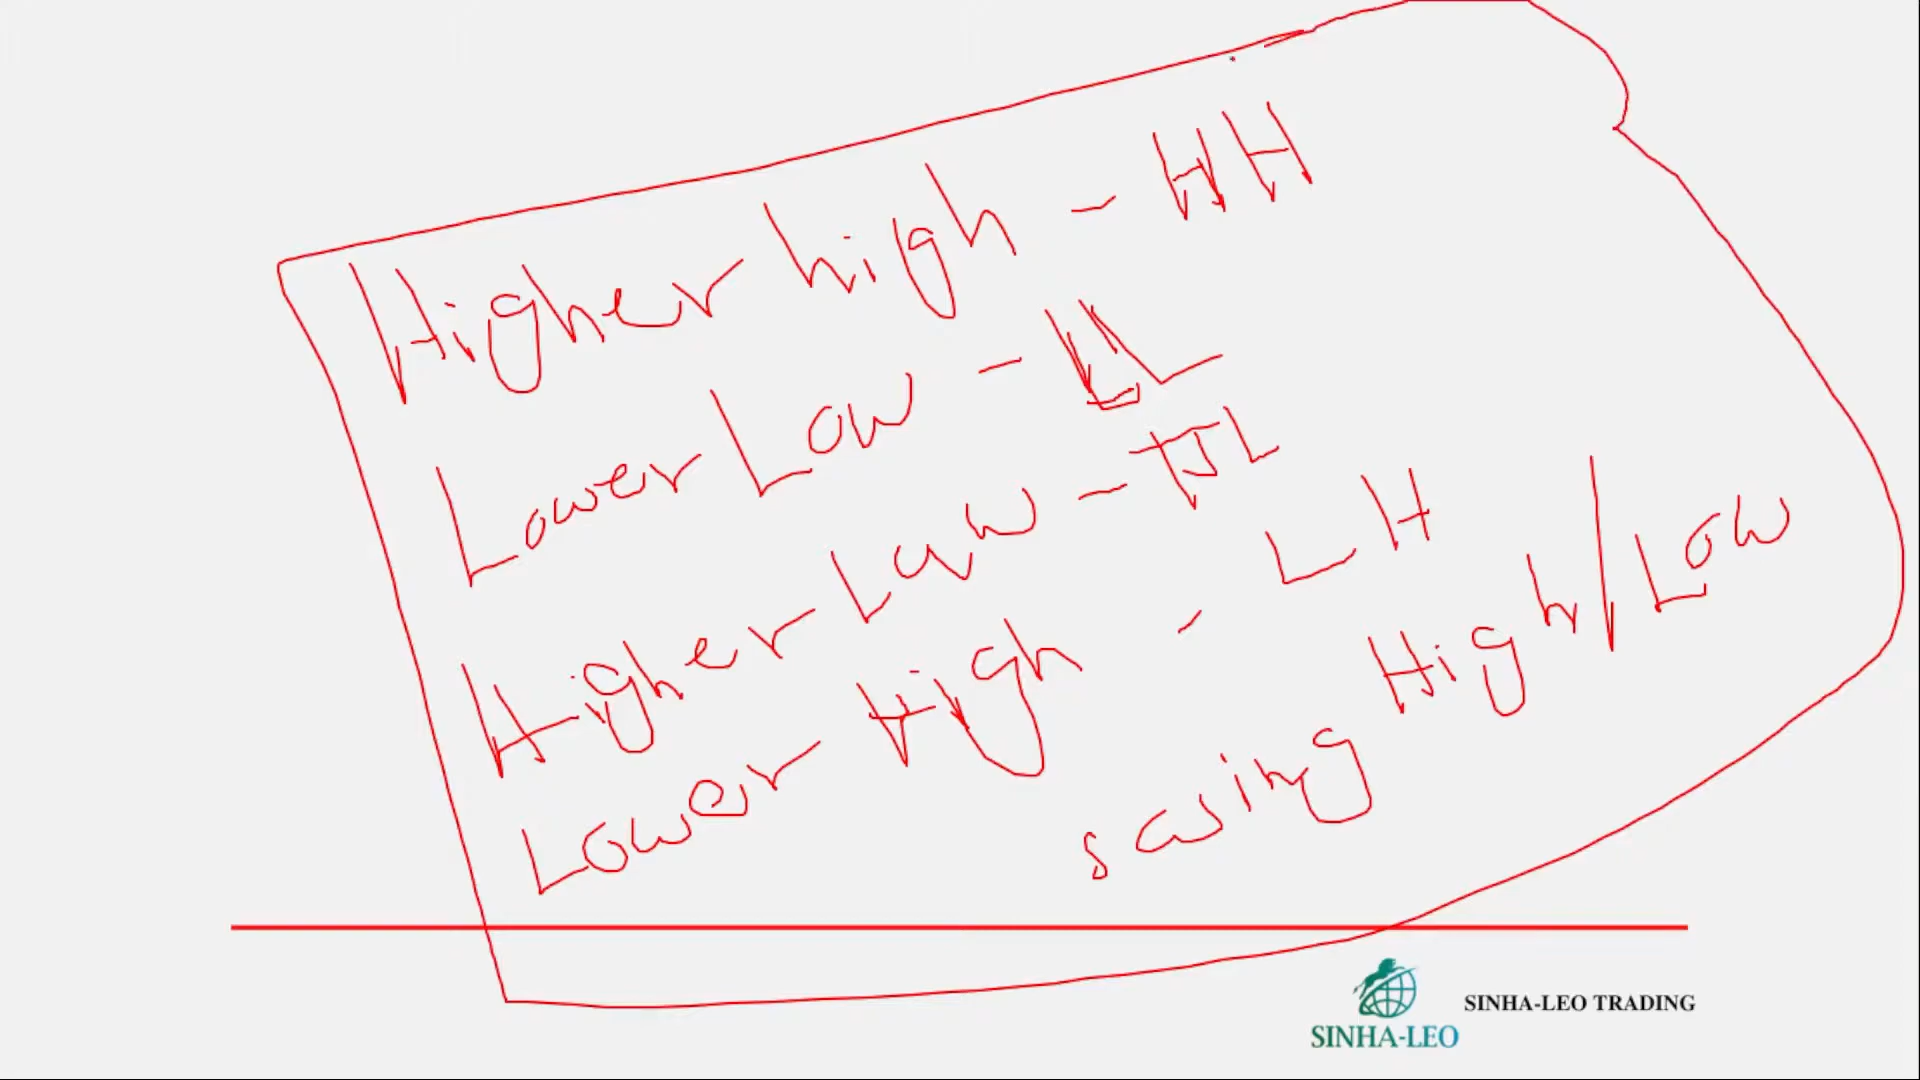 Higher high - HH
Lower Low - LL
Higher Law - HL
Lower High - LH
swing High/Low
SINHA-LEO
SINHA-LEO TRADING